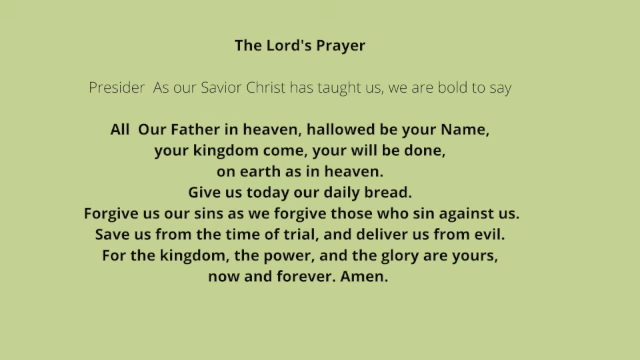 The Lord's Prayer
Presider  As our Savior Christ has taught us, we are bold to say
All  Our Father in heaven, hallowed be your Name,
your kingdom come, your will be done,
on earth as in heaven.
Give us today our daily bread.
Forgive us our sins as we forgive those who sin against us.
Save us from the time of trial, and deliver us from evil.
For the kingdom, the power, and the glory are yours,
now and forever. Amen.